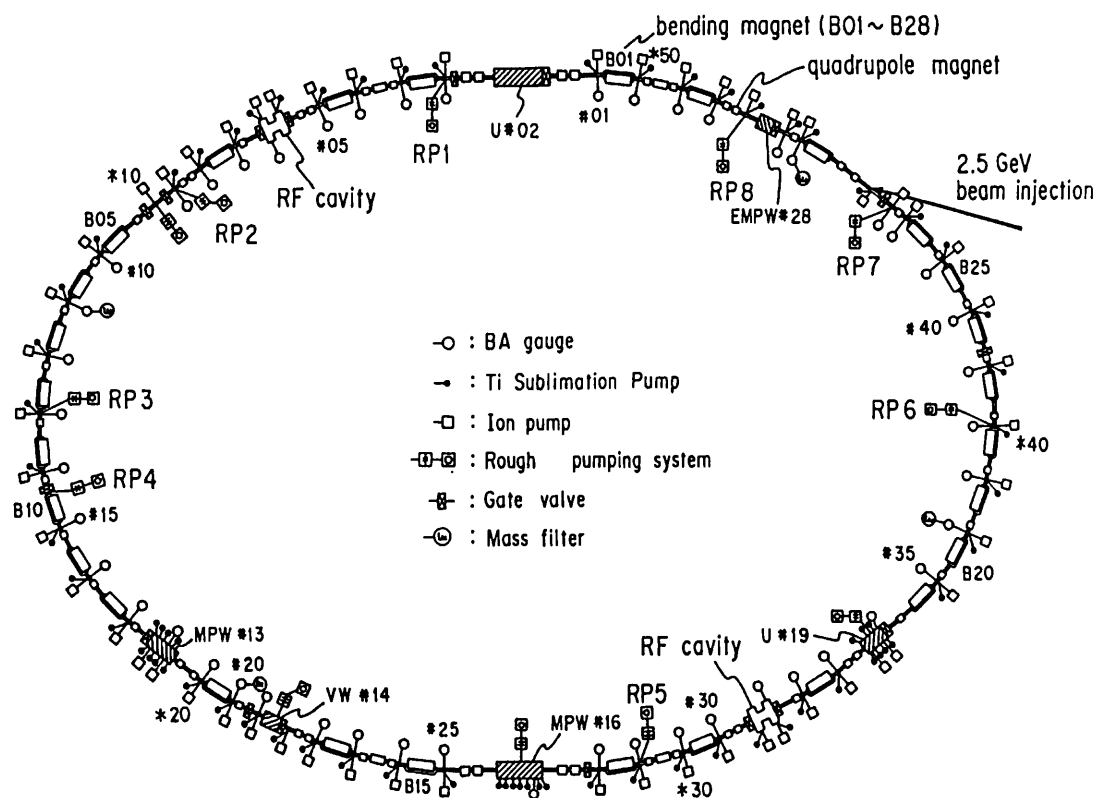 bending magnet (B01~B28)
B01
*50
quadrupole magnet
U#02
#01
RP1
#05
RF cavity
RP8
EMPW#28
2.5 GeV
beam injection
*10
B05
RP2
#10
RP7
B25
#40
-○ : BA gauge
: Ti Sublimation Pump
RP3
RP6
: Ion pump
*40
: Rough pumping system
RP4
B10
#15
: Gate valve
: Mass filter
#35
B20
MPW #13
U #19
RF cavity
#20
*20
VW #14
RP5
#30
#25
MPW #16
B15
*30